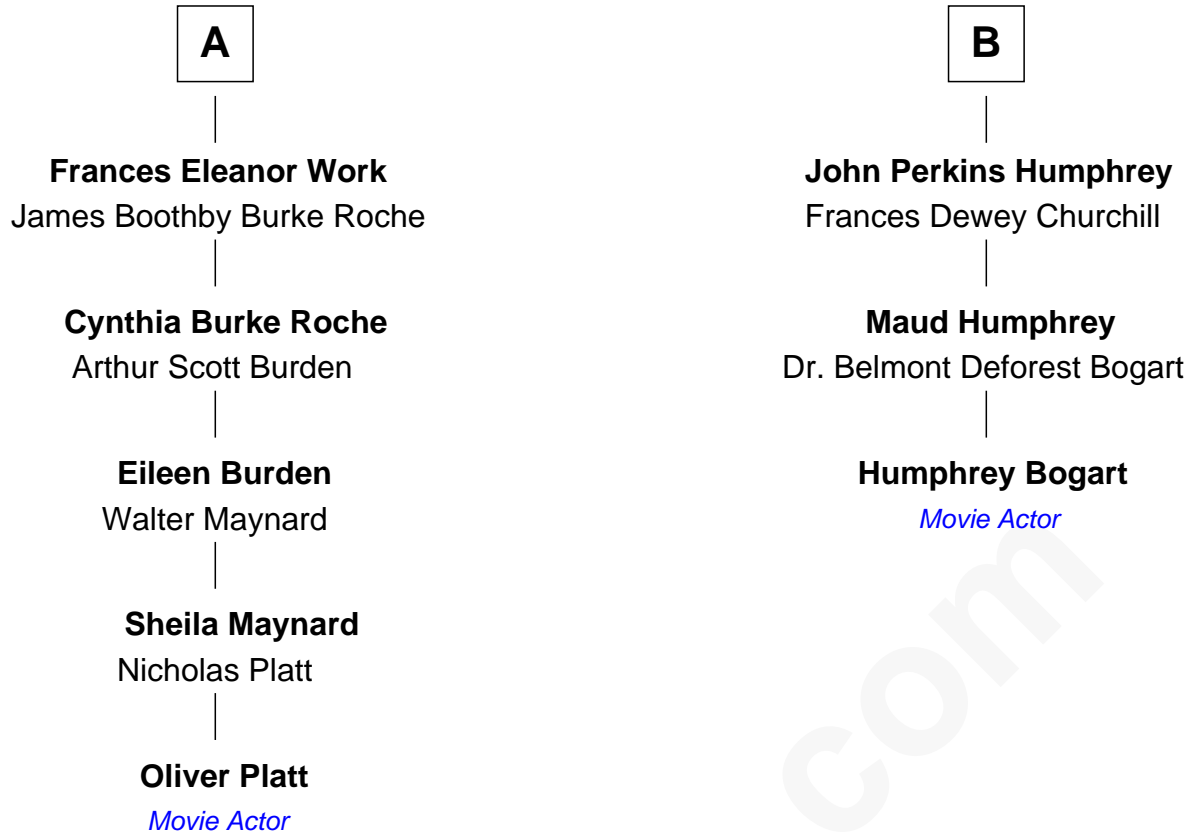 A
Frances Eleanor Work
James Boothby Burke Roche
Cynthia Burke Roche
Arthur Scott Burden
Eileen Burden
Walter Maynard
Sheila Maynard
Nicholas Platt
Oliver Platt
Movie Actor
B
John Perkins Humphrey
Frances Dewey Churchill
Maud Humphrey
Dr. Belmont Deforest Bogart
Humphrey Bogart
Movie Actor
com